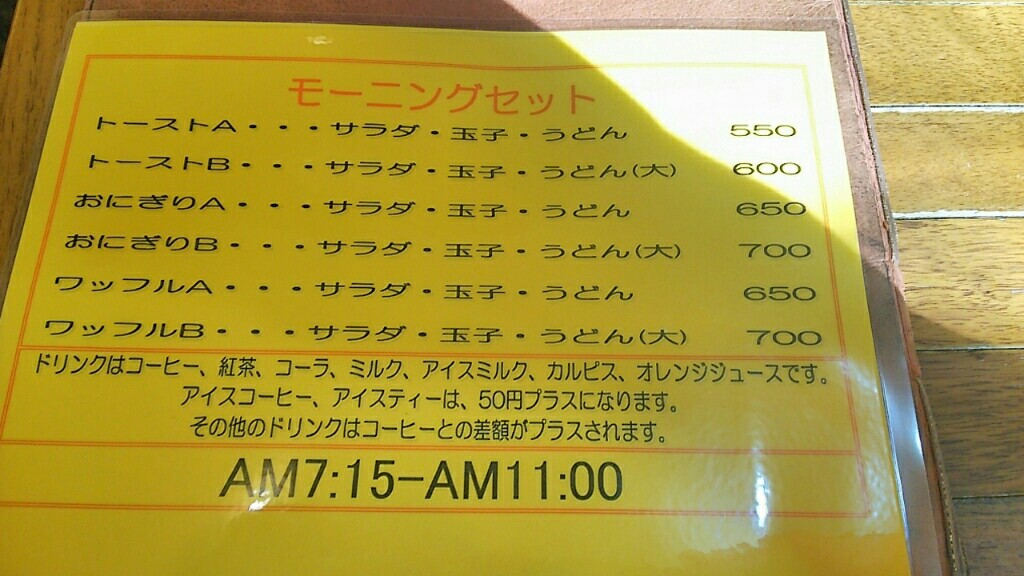 モーニングセット
トーストA・・・サラダ・玉子・うどん 550
トーストB・・・サラダ・玉子・うどん(大) 600
おにぎりA・・・サラダ・玉子・うどん 650
おにぎりB・・・サラダ・玉子・うどん(大) 700
ワッフルA・・・サラダ・玉子・うどん 650
ワッフルB・・・サラダ・玉子・うどん(大) 700
ドリンクはコーヒー、紅茶、コーラ、ミルク、アイスミルク、カルピス、オレンジジュースです。
アイスコーヒー、アイスティーは、50円プラスになります。
その他のドリンクはコーヒーとの差額がプラスされます。
AM7:15-AM11:00